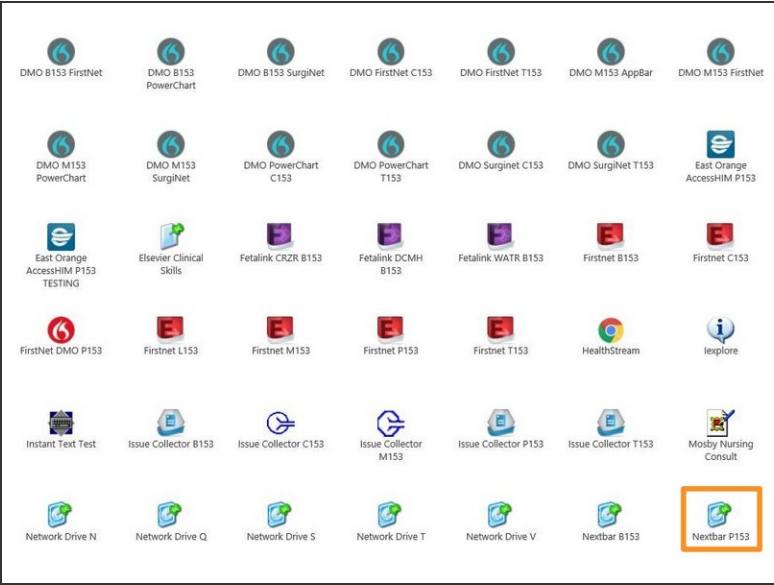 DMO B153 FirstNet
DMO B153
PowerChart
DMO B153 SurgiNet
DMO FirstNet C153
DMO FirstNet T153
DMO M153 AppBar
DMO M153 FirstNet
DMO M153
PowerChart
DMO M153
SurgiNet
DMO PowerChart
C153
DMO PowerChart
T153
DMO Surginet C153
DMO SurgiNet T153
East Orange
AccessHIM P153
East Orange
AccessHIM P153
TESTING
Elsevier Clinical
Skills
Fetalink CRZR B153
Fetalink DCMH
B153
Fetalink WATR B153
Firstnet B153
Firstnet C153
FirstNet DMO P153
Firstnet L153
Firstnet M153
Firstnet P153
Firstnet T153
HealthStream
Iexplore
Instant Text Test
Issue Collector B153
Issue Collector C153
Issue Collector
M153
Issue Collector P153
Issue Collector T153
Mosby Nursing
Consult
Network Drive N
Network Drive Q
Network Drive S
Network Drive T
Network Drive V
Nextbar B153
Nextbar P153